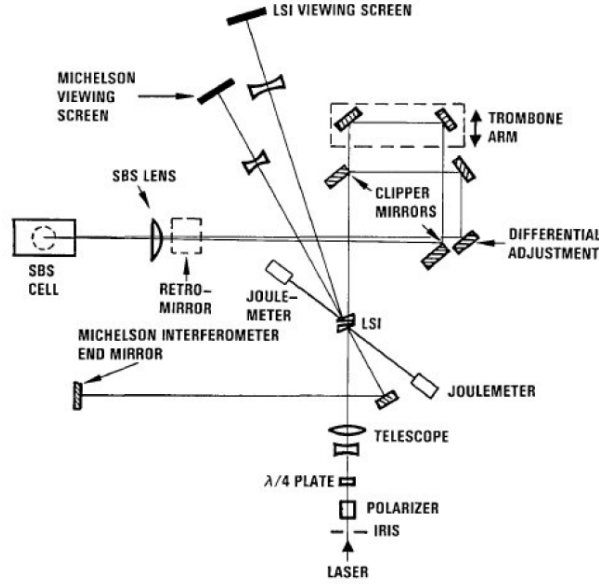 LSI VIEWING SCREEN
MICHELSON
VIEWING
SCREEN
TROMBONE
ARM
SBS LENS
CLIPPER
MIRRORS
DIFFERENTIAL
ADJUSTMENT
SBS
CELL
RETRO-
MIRROR
JOULE-
METER
LSI
MICHELSON INTERFEROMETER
END MIRROR
JOULEMETER
TELESCOPE
λ/4 PLATE
POLARIZER
IRIS
LASER